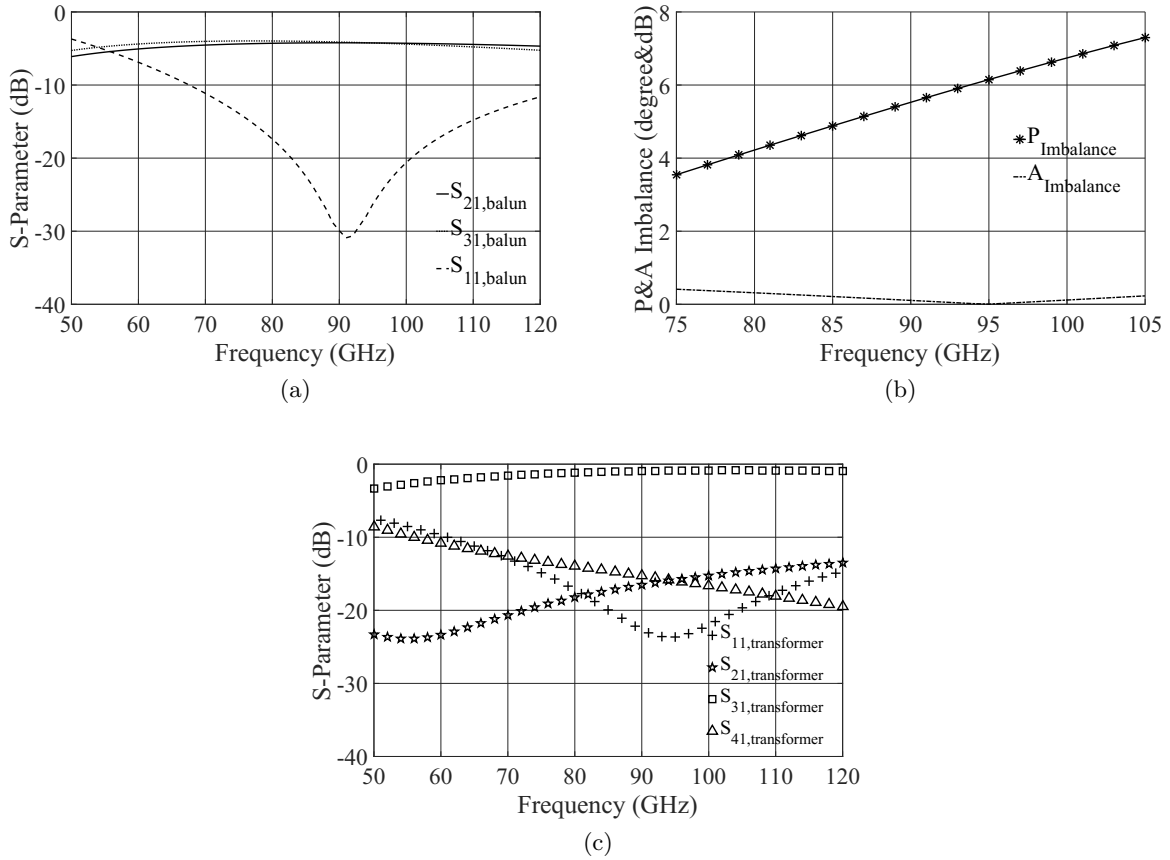 0
-10
-20
-30
-40
S-Parameter (dB)
S21,balun
S31,balun
S11,balun
50 60 70 80 90 100 110 120
Frequency (GHz)
(a)
8
6
4
2
0
P&A Imbalance (degree&dB)
PImbalance
AImbalance
75 80 85 90 95 100 105
Frequency (GHz)
(b)
0
-10
-20
-30
-40
S-Parameter (dB)
S11,transformer
S21,transformer
S31,transformer
S41,transformer
50 60 70 80 90 100 110 120
Frequency (GHz)
(c)